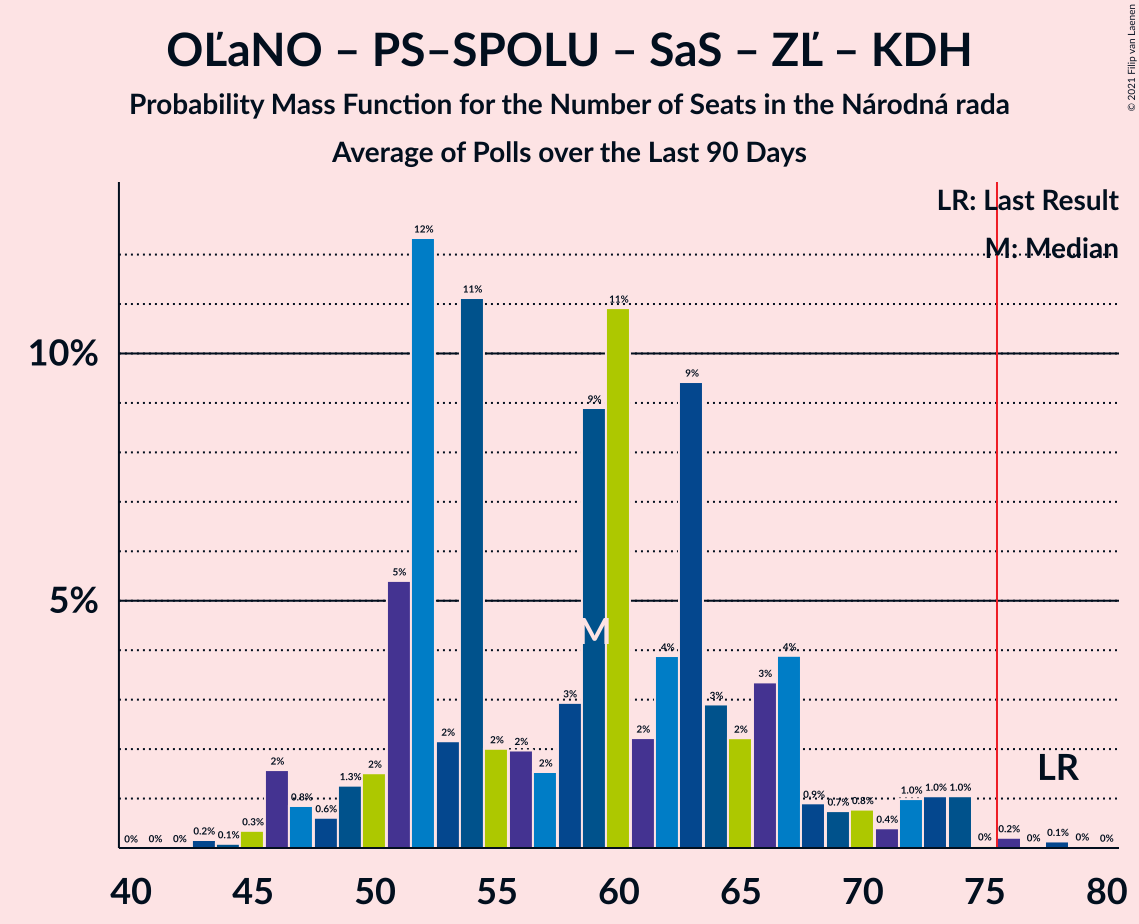 OĽaNO – PS–SPOLU – SaS – ZĽ – KDH
Probability Mass Function for the Number of Seats in the Národná rada
Average of Polls over the Last 90 Days
© 2021 Filip van Laenen
LR: Last Result
M: Median
10%
5%
0% 0% 0% 0.2% 0.1% 0.3% 2% 0.8% 0.6% 1.3% 2% 5% 12% 2% 11% 2% 2% 2% 3% 9% 11% 2% 4% 9% 3% 2% 3% 4% 0.9% 0.7% 0.8% 0.4% 1.0% 1.0% 1.0% 0% 0.2% 0% 0.1% 0% 0%
M
LR
40 45 50 55 60 65 70 75 80